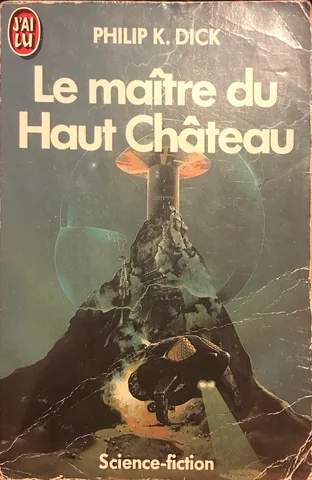 J'AI
LU
PHILIP K. DICK
Le maître du
Haut Château
Science-fiction